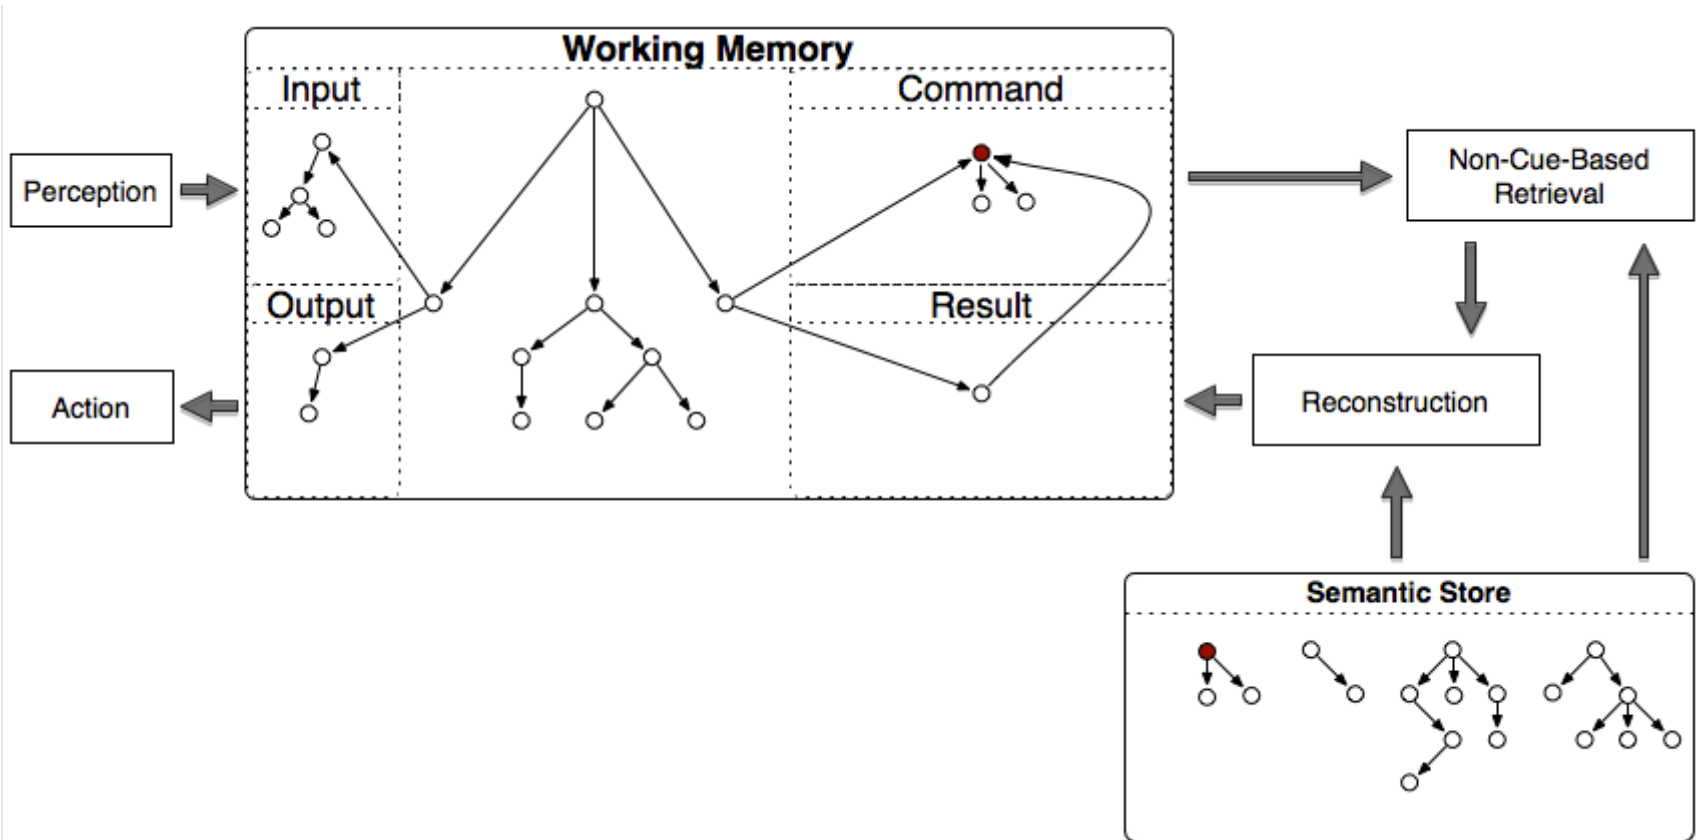 Working Memory
Input
Command
Perception
Non-Cue-Based
Retrieval
Output
Result
Action
Reconstruction
Semantic Store